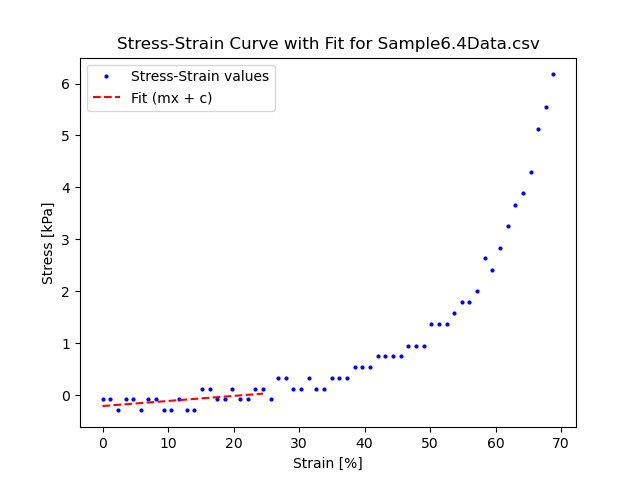 Stress-Strain Curve with Fit for Sample6.4Data.csv
Stress-Strain values
Fit (mx + c)
Stress [kPa]
6
5
4
3
2
1
0
0 10 20 30 40 50 60 70
Strain [%]